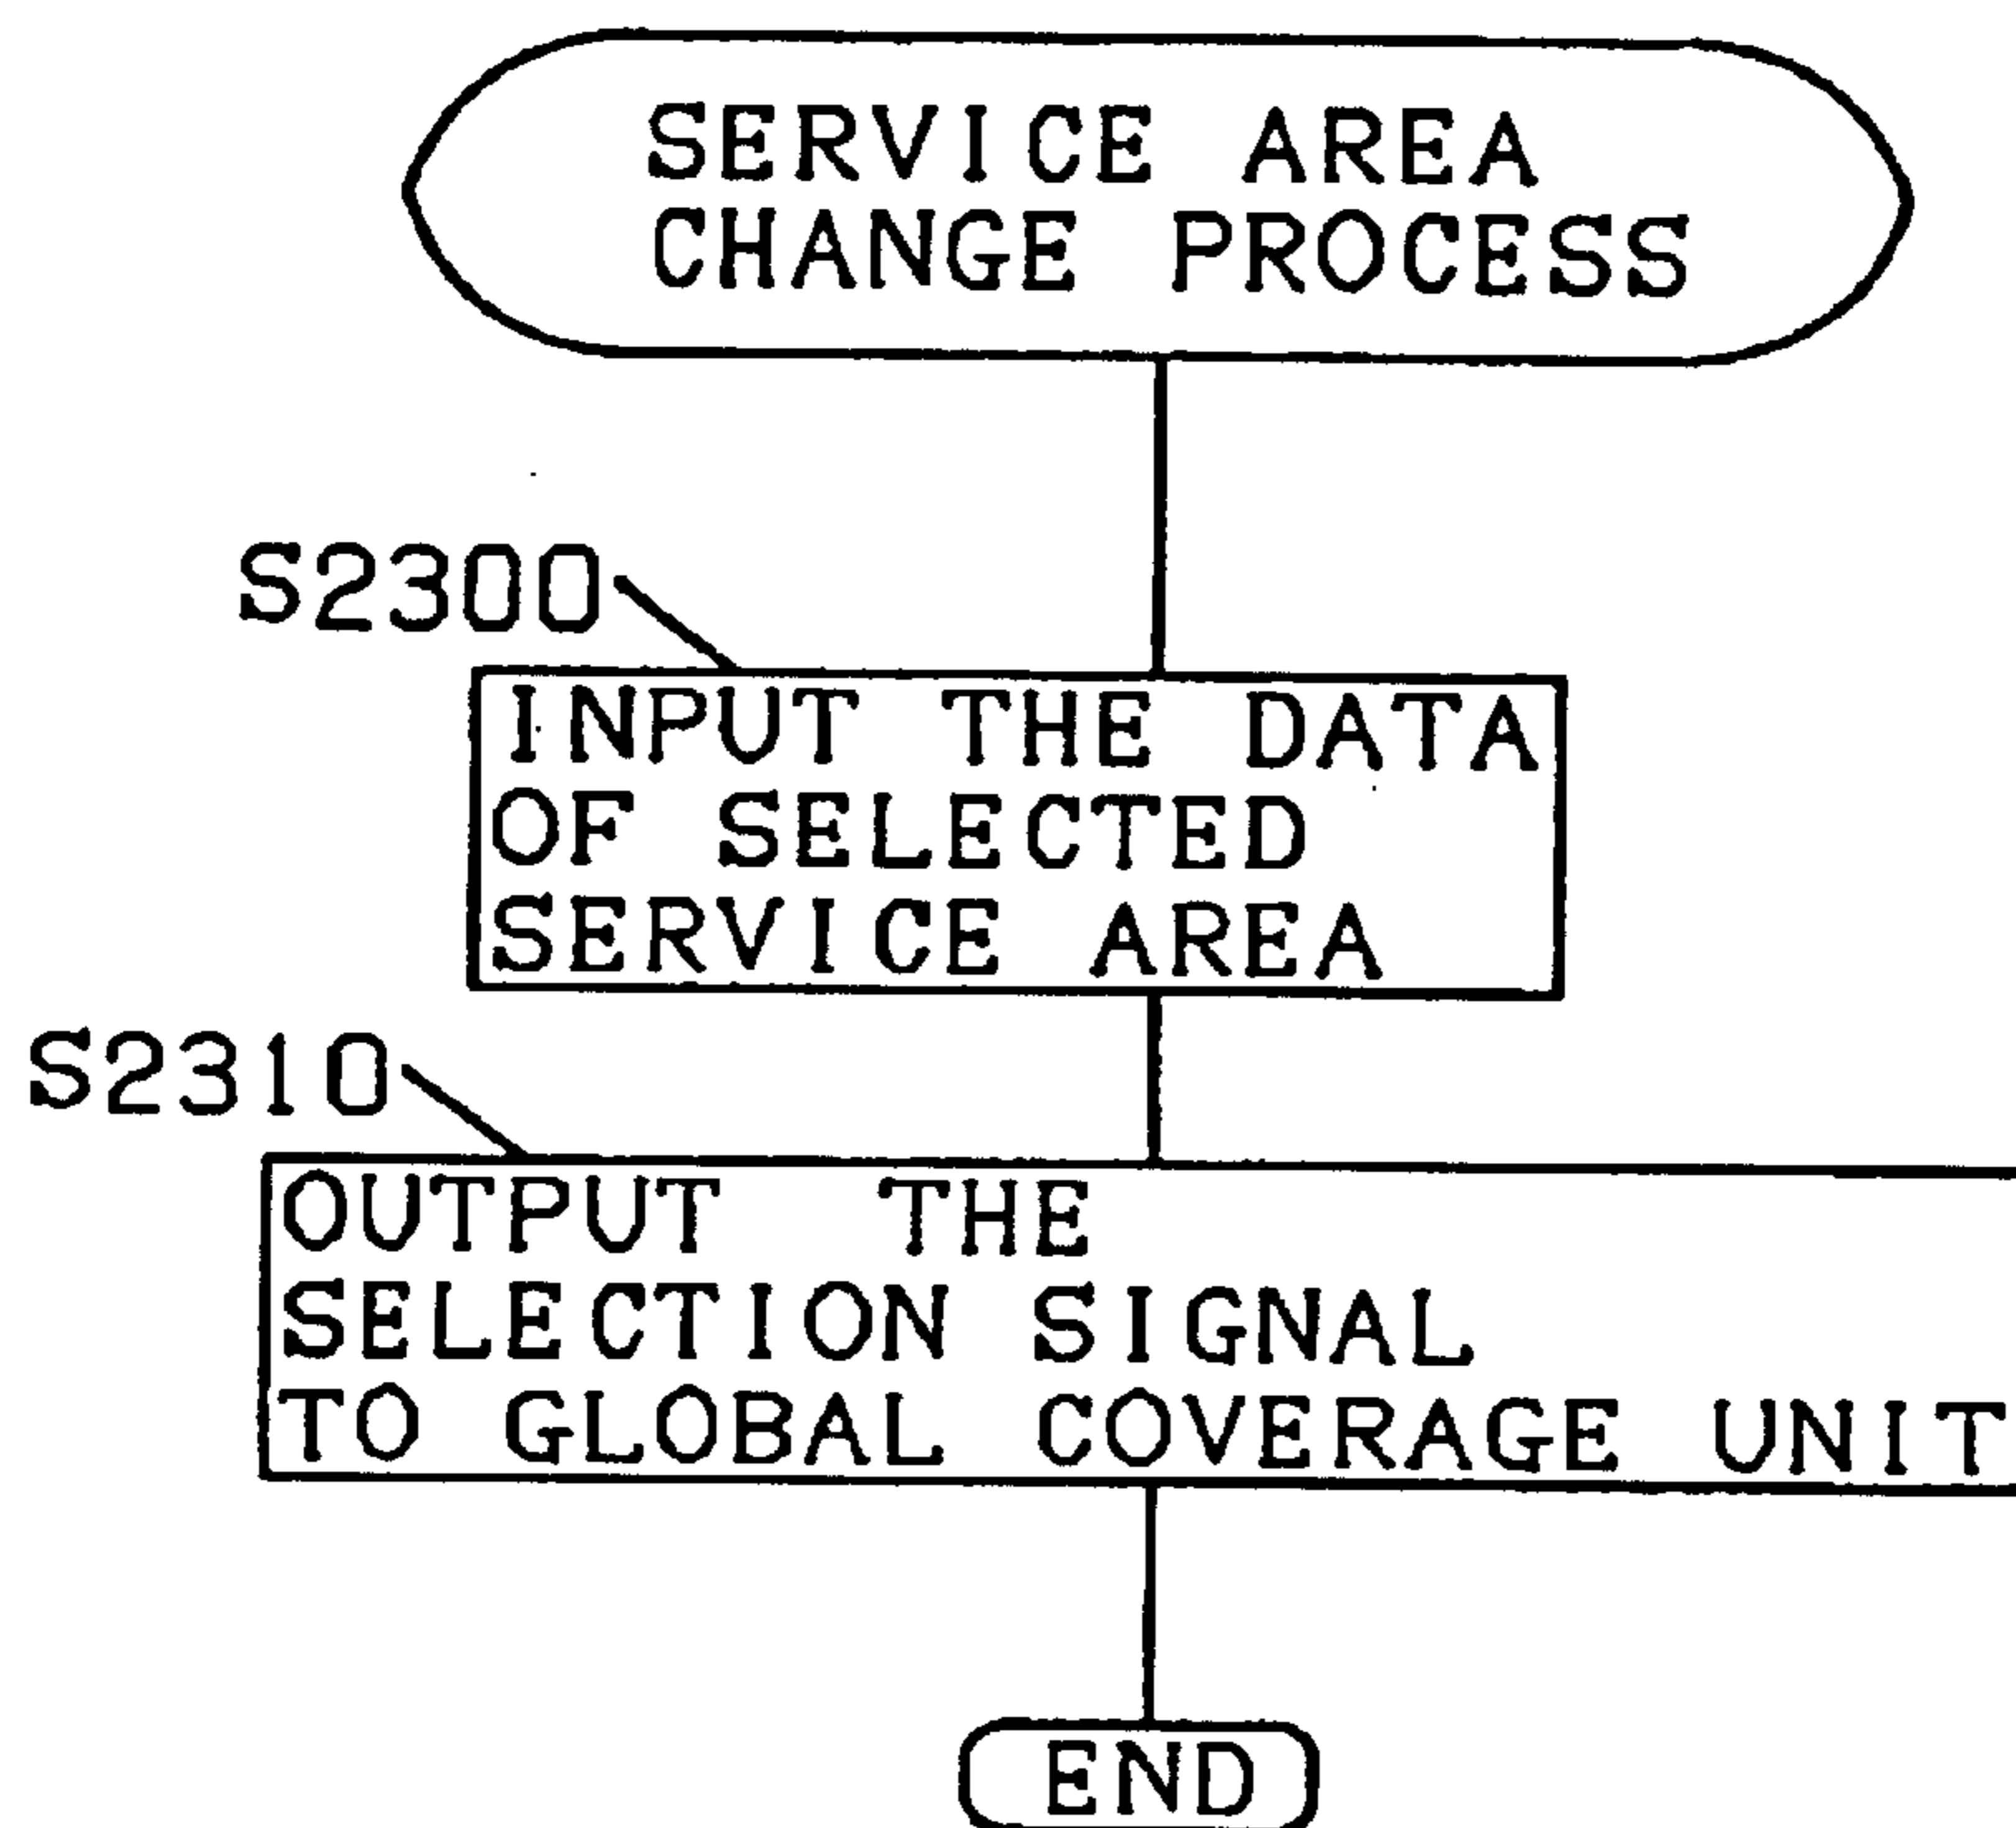 SERVICE AREA
CHANGE PROCESS
S2300
INPUT THE DATA
OF SELECTED
SERVICE AREA
S2310
OUTPUT THE
SELECTION SIGNAL
TO GLOBAL COVERAGE UNIT
END